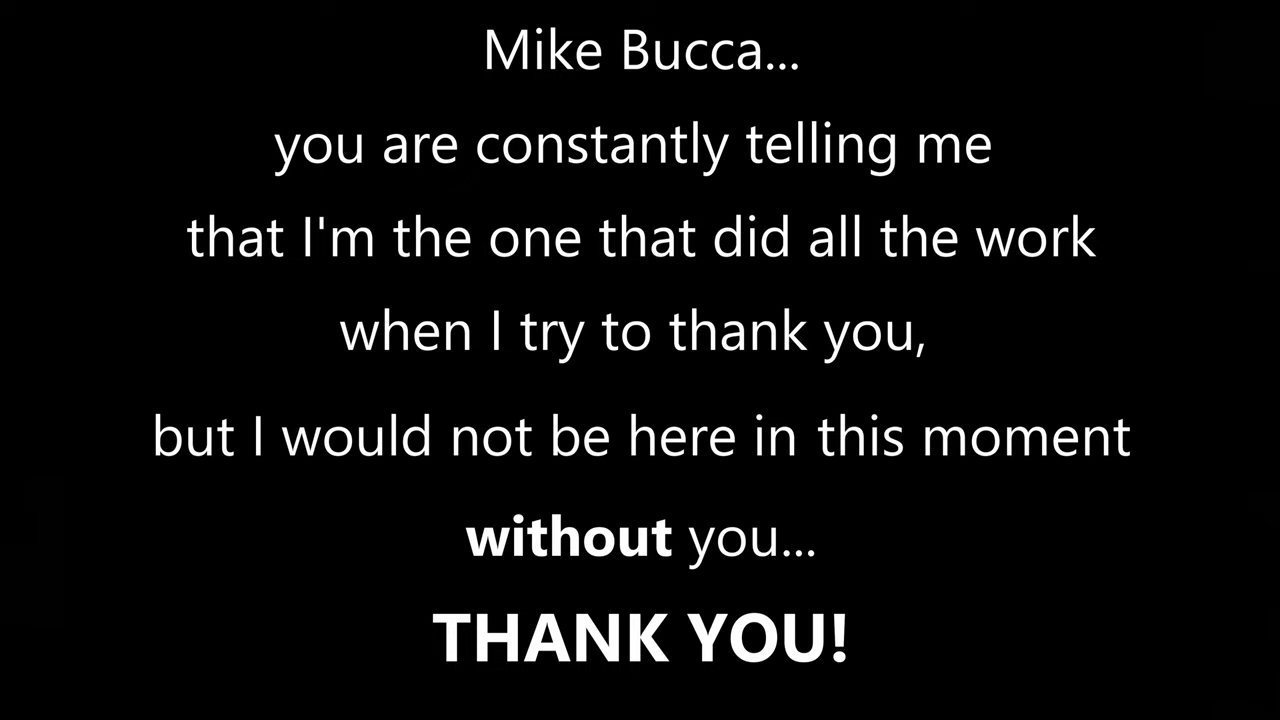 Mike Bucca...
you are constantly telling me
that I'm the one that did all the work
when I try to thank you,
but I would not be here in this moment
without you...
THANK YOU!